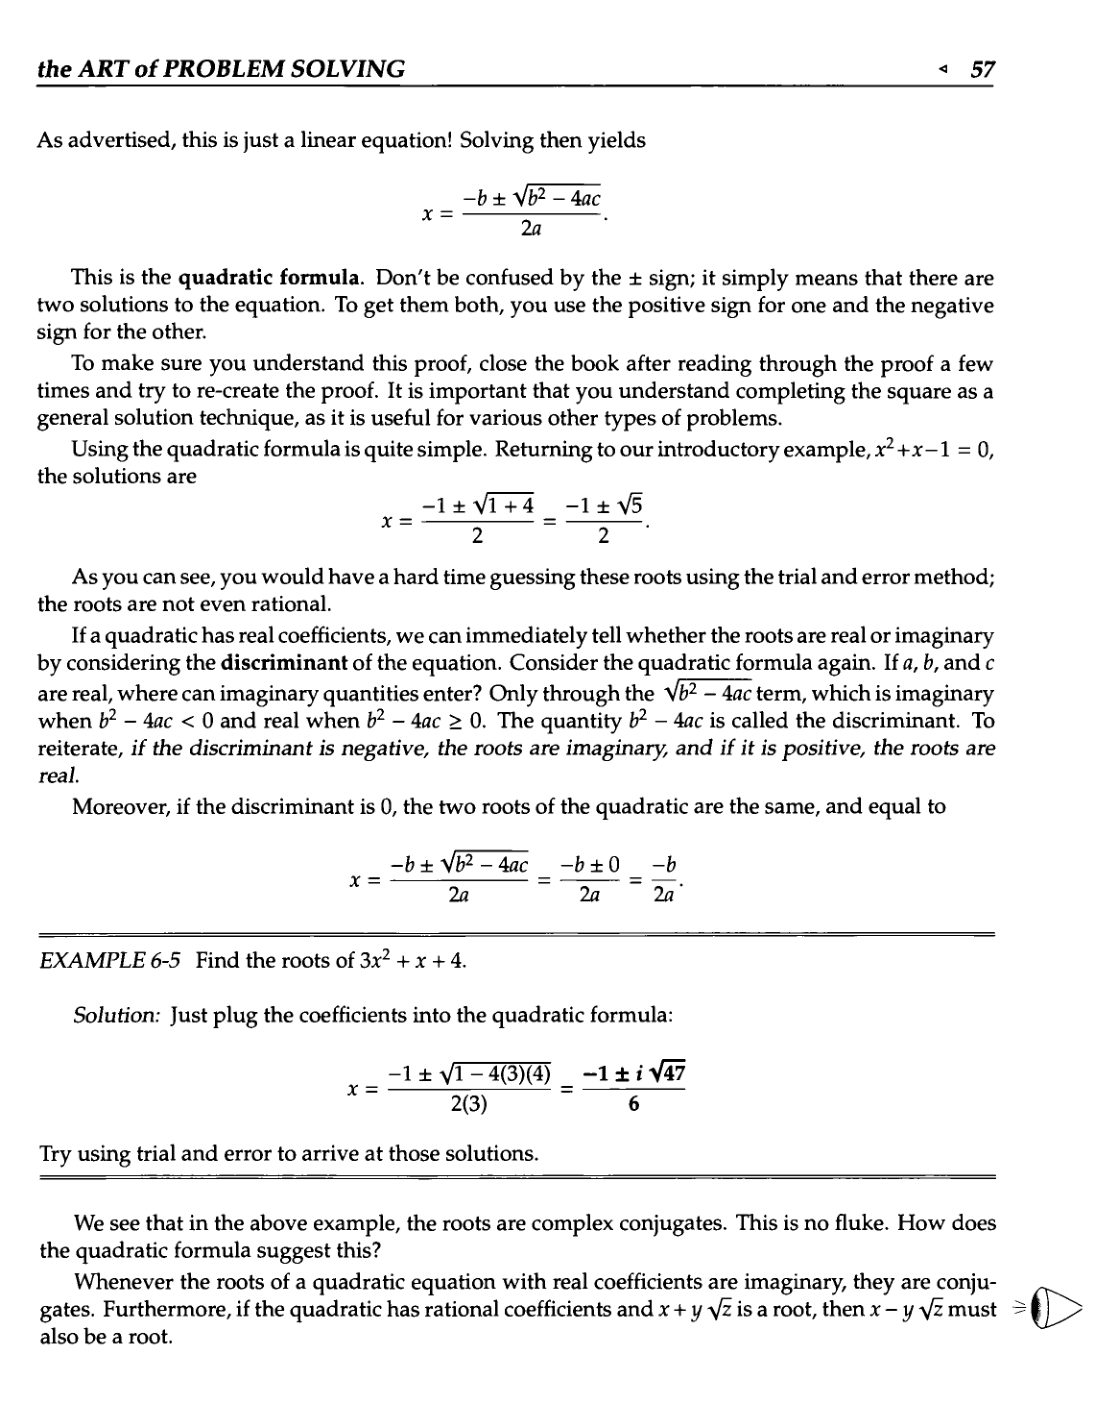 the ART of PROBLEM SOLVING ◃ 57
As advertised, this is just a linear equation! Solving then yields
x = (-b ± √(b² − 4ac)) / 2a.
This is the quadratic formula. Don't be confused by the ± sign; it simply means that there are
two solutions to the equation. To get them both, you use the positive sign for one and the negative
sign for the other.
To make sure you understand this proof, close the book after reading through the proof a few
times and try to re-create the proof. It is important that you understand completing the square as a
general solution technique, as it is useful for various other types of problems.
Using the quadratic formula is quite simple. Returning to our introductory example, x²+x−1 = 0,
the solutions are
x = (−1 ± √(1 + 4)) / 2 = (−1 ± √5) / 2.
As you can see, you would have a hard time guessing these roots using the trial and error method;
the roots are not even rational.
If a quadratic has real coefficients, we can immediately tell whether the roots are real or imaginary
by considering the discriminant of the equation. Consider the quadratic formula again. If a, b, and c
are real, where can imaginary quantities enter? Only through the √(b² − 4ac) term, which is imaginary
when b² − 4ac < 0 and real when b² − 4ac ≥ 0. The quantity b² − 4ac is called the discriminant. To
reiterate, if the discriminant is negative, the roots are imaginary, and if it is positive, the roots are
real.
Moreover, if the discriminant is 0, the two roots of the quadratic are the same, and equal to
x = (−b ± √(b² − 4ac)) / 2a = (−b ± 0) / 2a = −b / 2a.
EXAMPLE 6-5 Find the roots of 3x² + x + 4.
Solution: Just plug the coefficients into the quadratic formula:
x = (−1 ± √(1 − 4(3)(4))) / 2(3) = (−1 ± i √47) / 6
Try using trial and error to arrive at those solutions.
We see that in the above example, the roots are complex conjugates. This is no fluke. How does
the quadratic formula suggest this?
Whenever the roots of a quadratic equation with real coefficients are imaginary, they are conju-
gates. Furthermore, if the quadratic has rational coefficients and x + y √z is a root, then x − y √z must
also be a root.